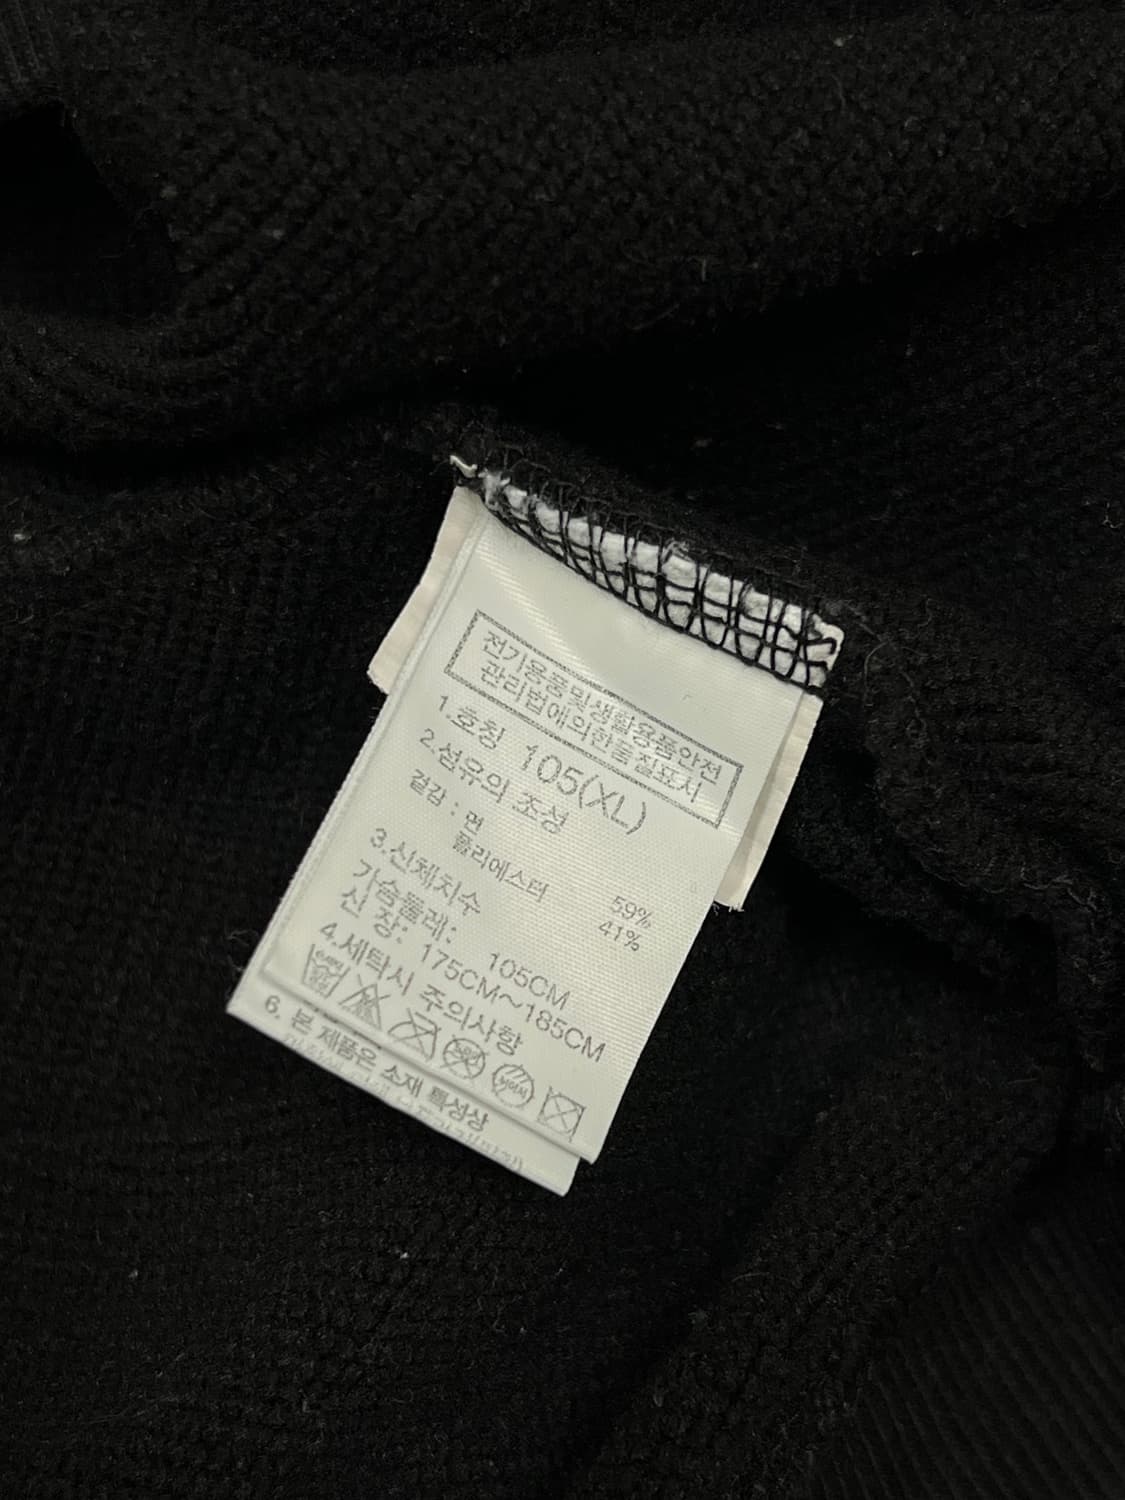 전기용품및생활용품안전
관리법에의한품질표시
1.호칭 105(XL)
2.섬유의 조성
겉감 : 면 59%
폴리에스터 41%
3.신체치수
가슴둘레: 105CM
신 장: 175CM~185CM
4.세탁시 주의사항
6. 본 제품은 소재 특성상